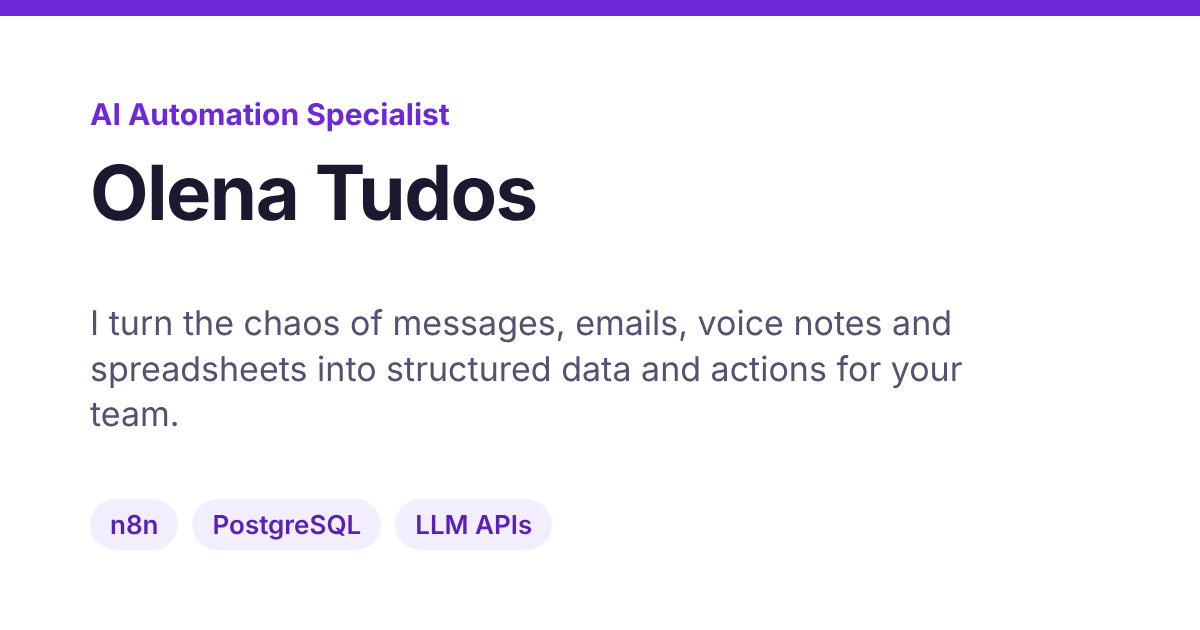 AI Automation Specialist
Olena Tudos
I turn the chaos of messages, emails, voice notes and
spreadsheets into structured data and actions for your
team.
n8n PostgreSQL LLM APIs